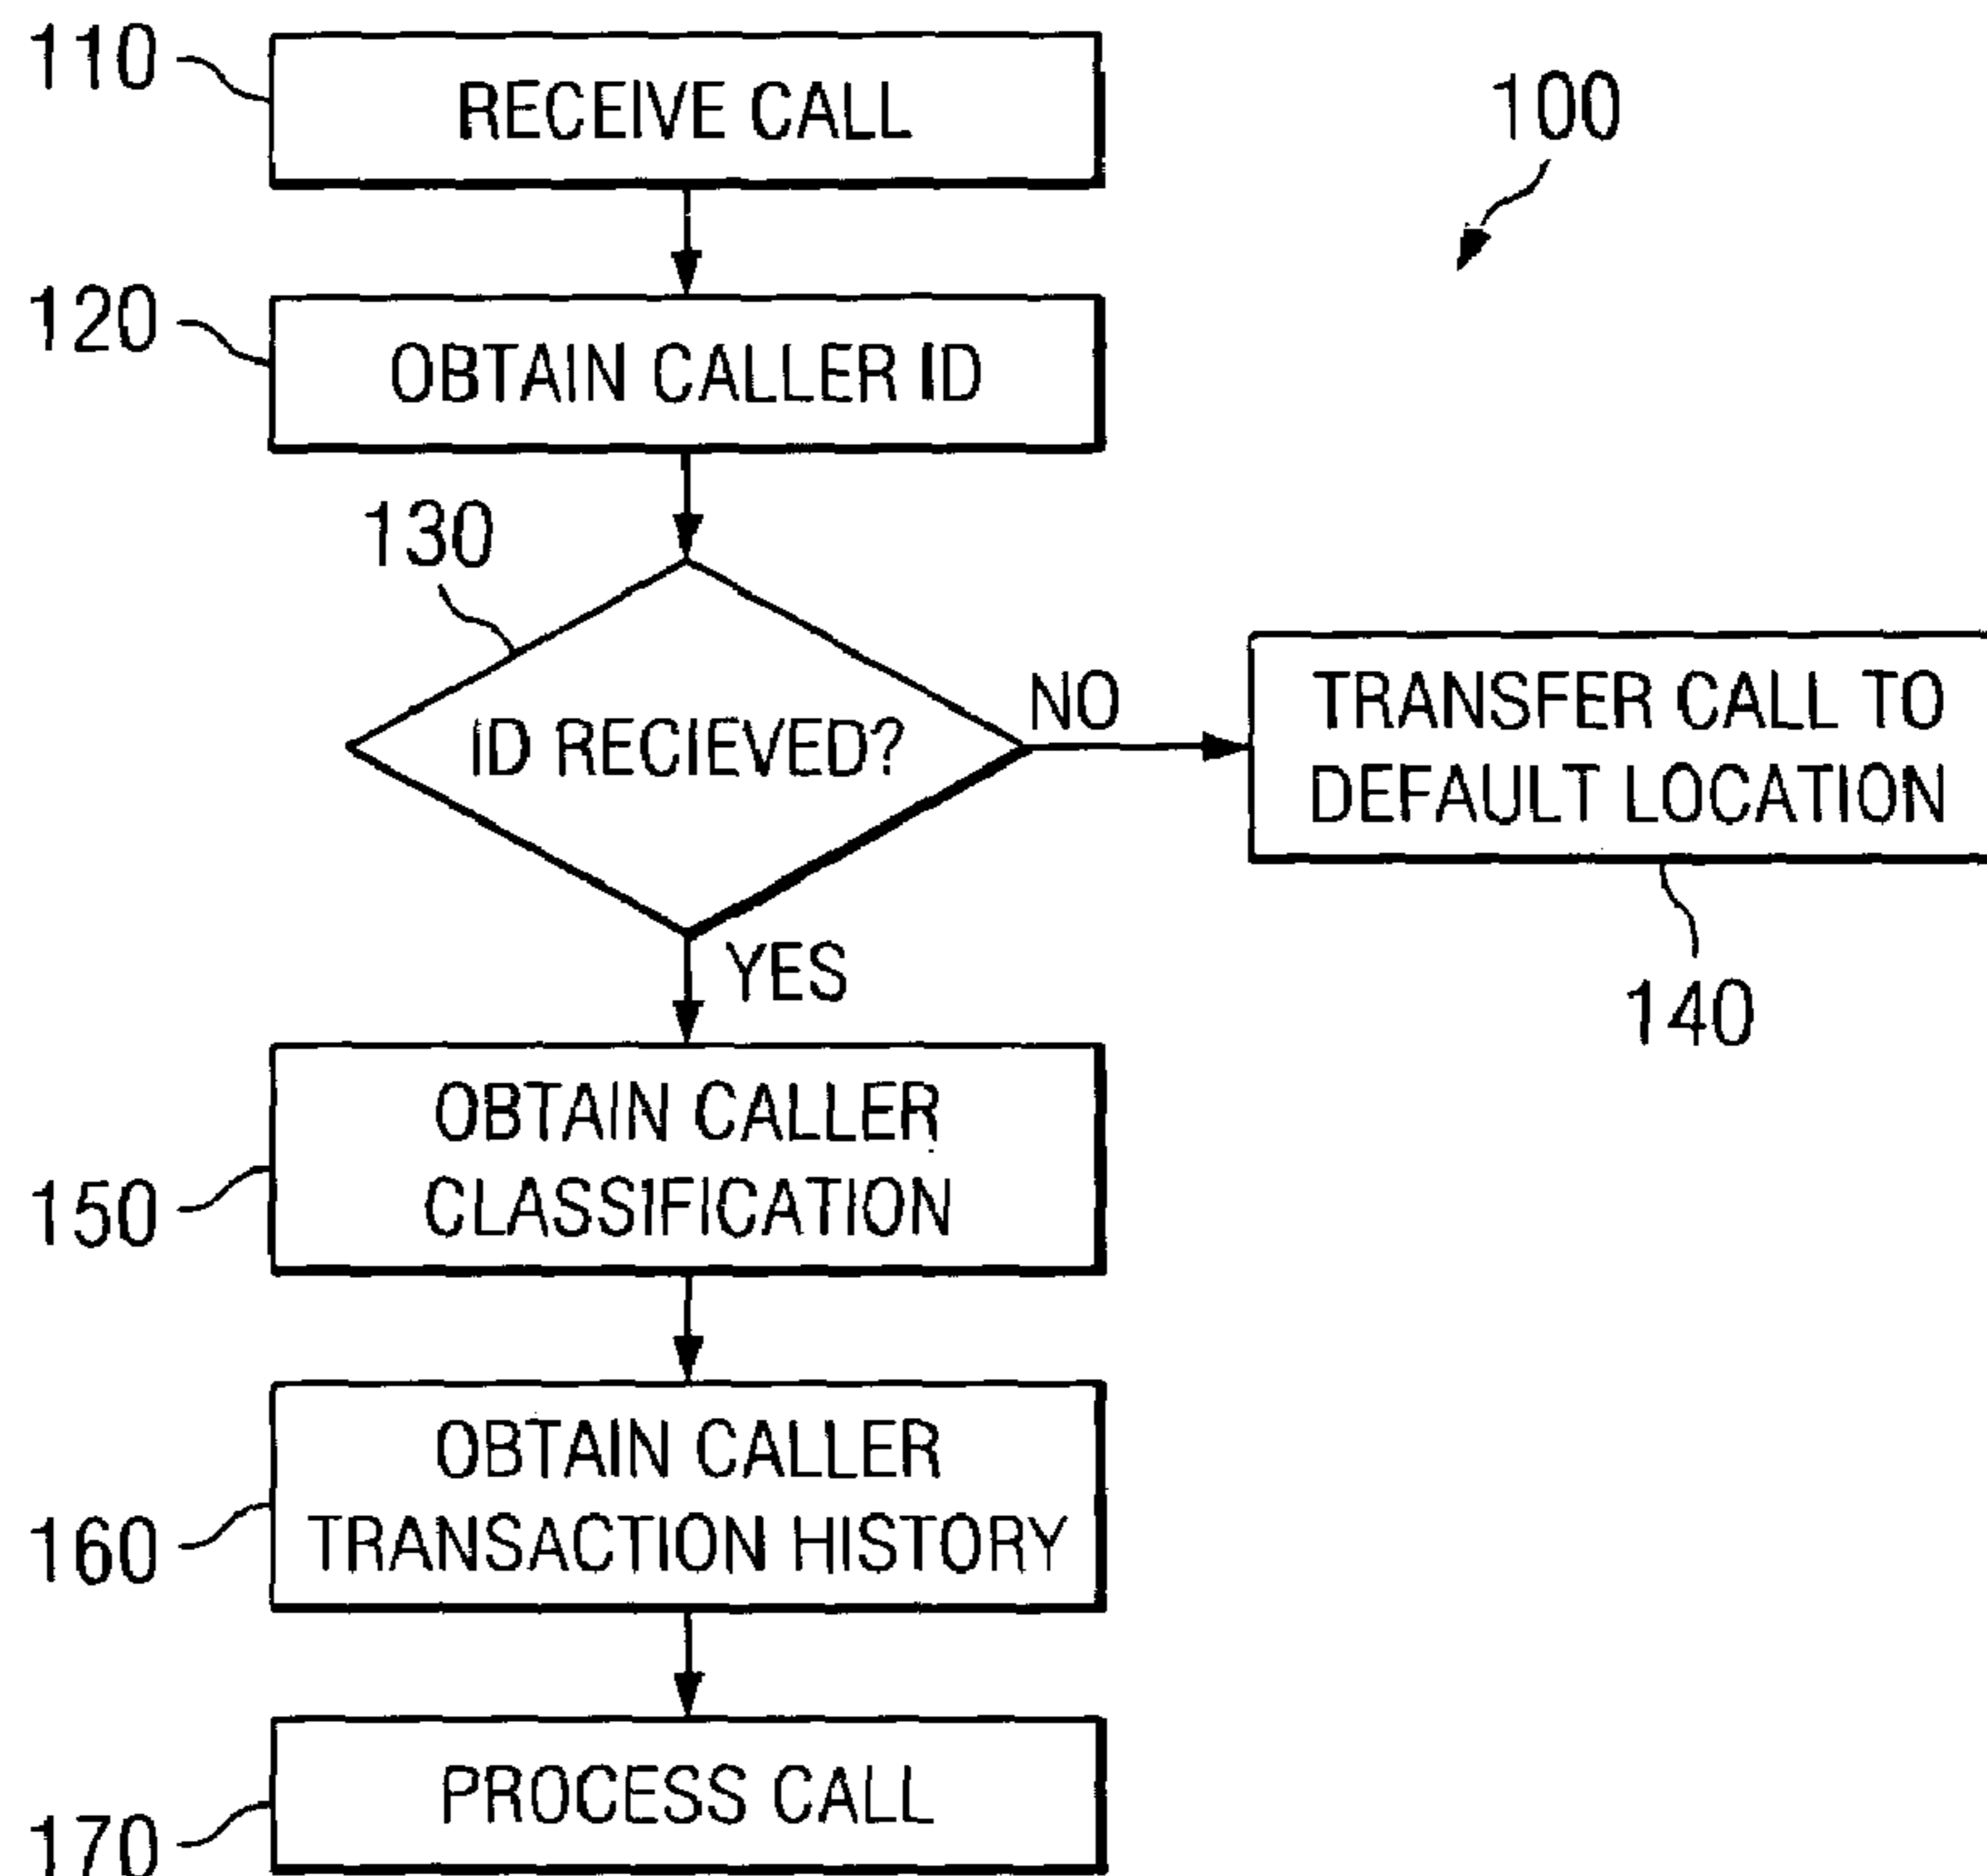 110
RECEIVE CALL
100
120
OBTAIN CALLER ID
130
ID RECIEVED?
NO
TRANSFER CALL TO
DEFAULT LOCATION
YES
140
OBTAIN CALLER
CLASSIFICATION
150
OBTAIN CALLER
TRANSACTION HISTORY
160
PROCESS CALL
170